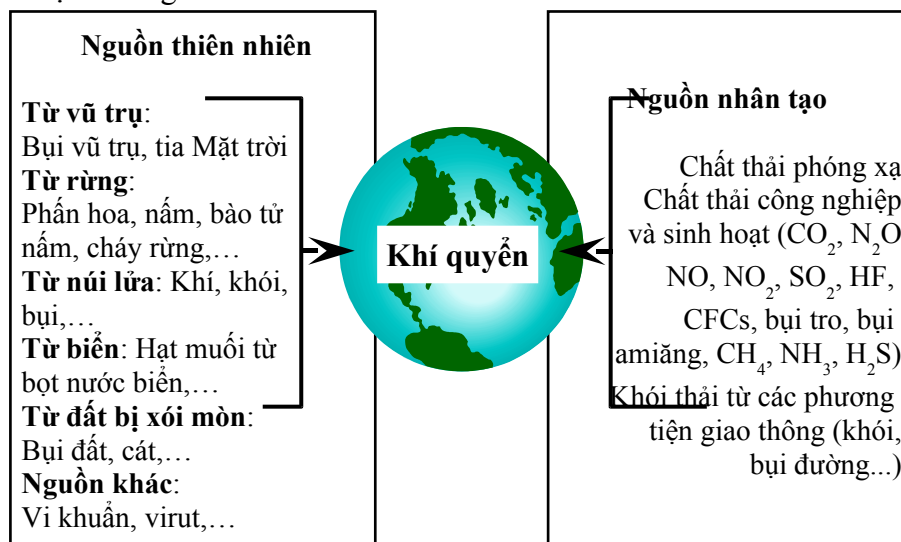 Nguồn thiên nhiên
Từ vũ trụ:
Bụi vũ trụ, tia Mặt trời
Từ rừng:
Phấn hoa, nấm, bào tử
nấm, cháy rừng,…
Từ núi lửa: Khí, khói,
bụi,…
Từ biển: Hạt muối từ
bọt nước biển,…
Từ đất bị xói mòn:
Bụi đất, cát,…
Nguồn khác:
Vi khuẩn, virut,…
Khí quyển
Nguồn nhân tạo
Chất thải phóng xạ
Chất thải công nghiệp
và sinh hoạt (CO₂, N₂O
NO, NO₂, SO₂, HF,
CFCs, bụi tro, bụi
amiăng, CH₄, NH₃, H₂S)
Khói thải từ các phương
tiện giao thông (khói,
bụi đường...)